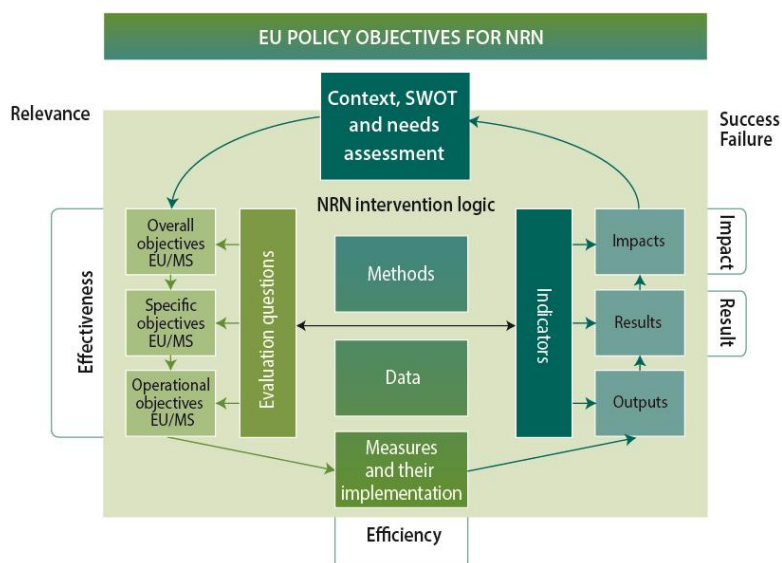 EU POLICY OBJECTIVES FOR NRN
Relevance
Context, SWOT
and needs
assessment
Success
Failure
NRN intervention logic
Effectiveness
Overall
objectives
EU/MS
Specific
objectives
EU/MS
Operational
objectives
EU/MS
Evaluation questions
Methods
Data
Measures
and their
implementation
Indicators
Impacts
Results
Outputs
Impact
Result
Efficiency